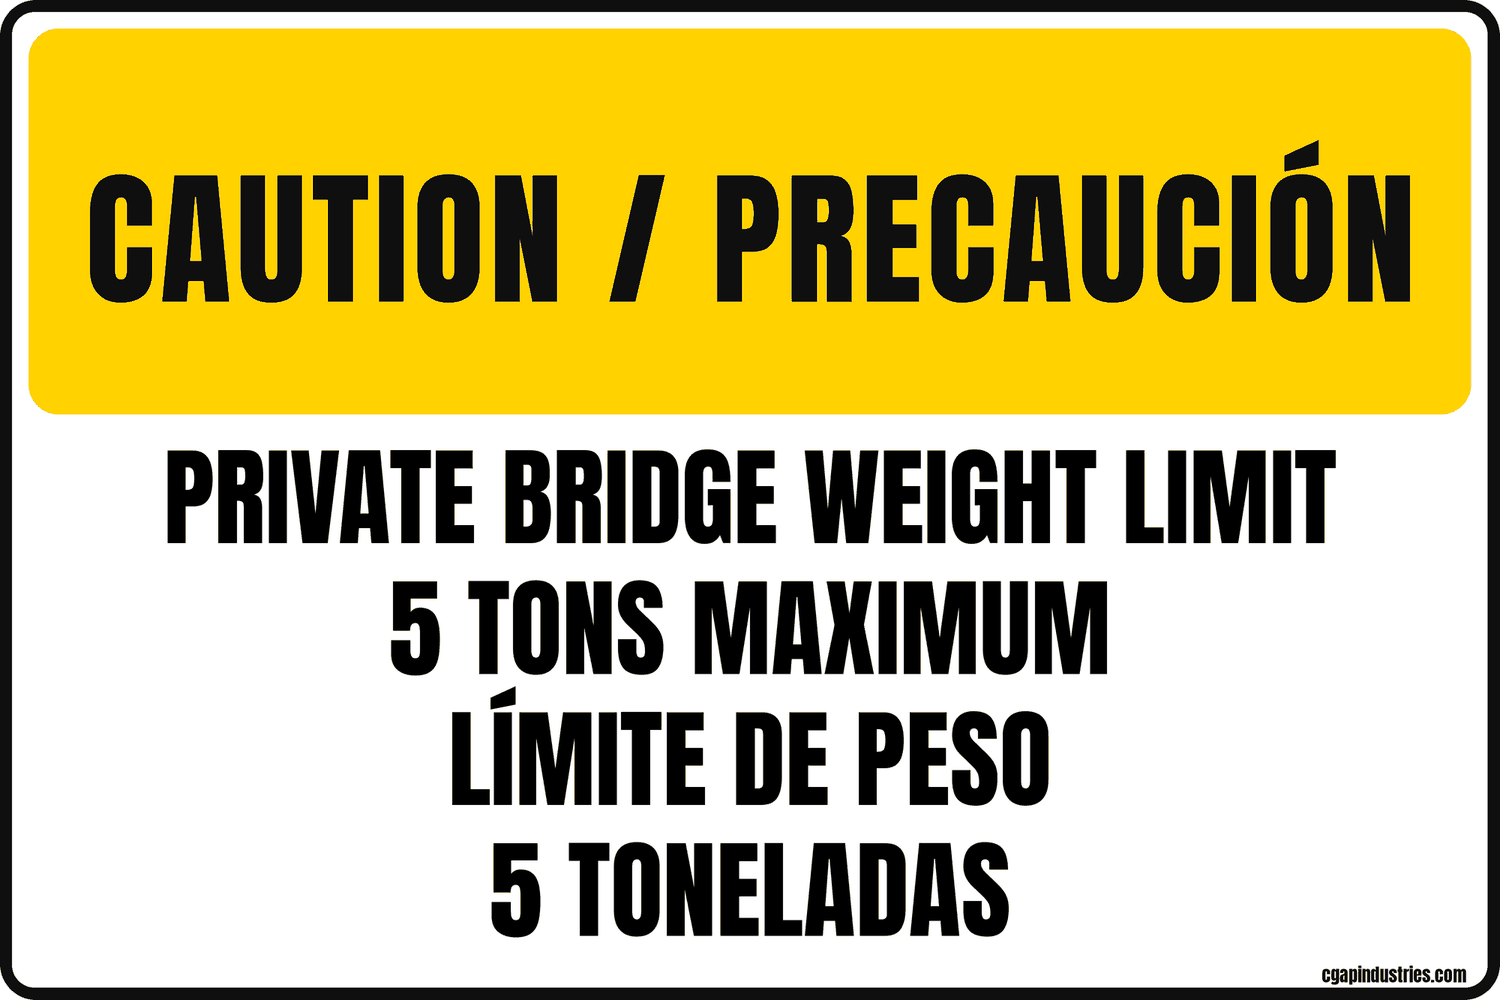 CAUTION / PRECAUCIÓN
PRIVATE BRIDGE WEIGHT LIMIT
5 TONS MAXIMUM
LÍMITE DE PESO
5 TONELADAS
cgapindustries.com